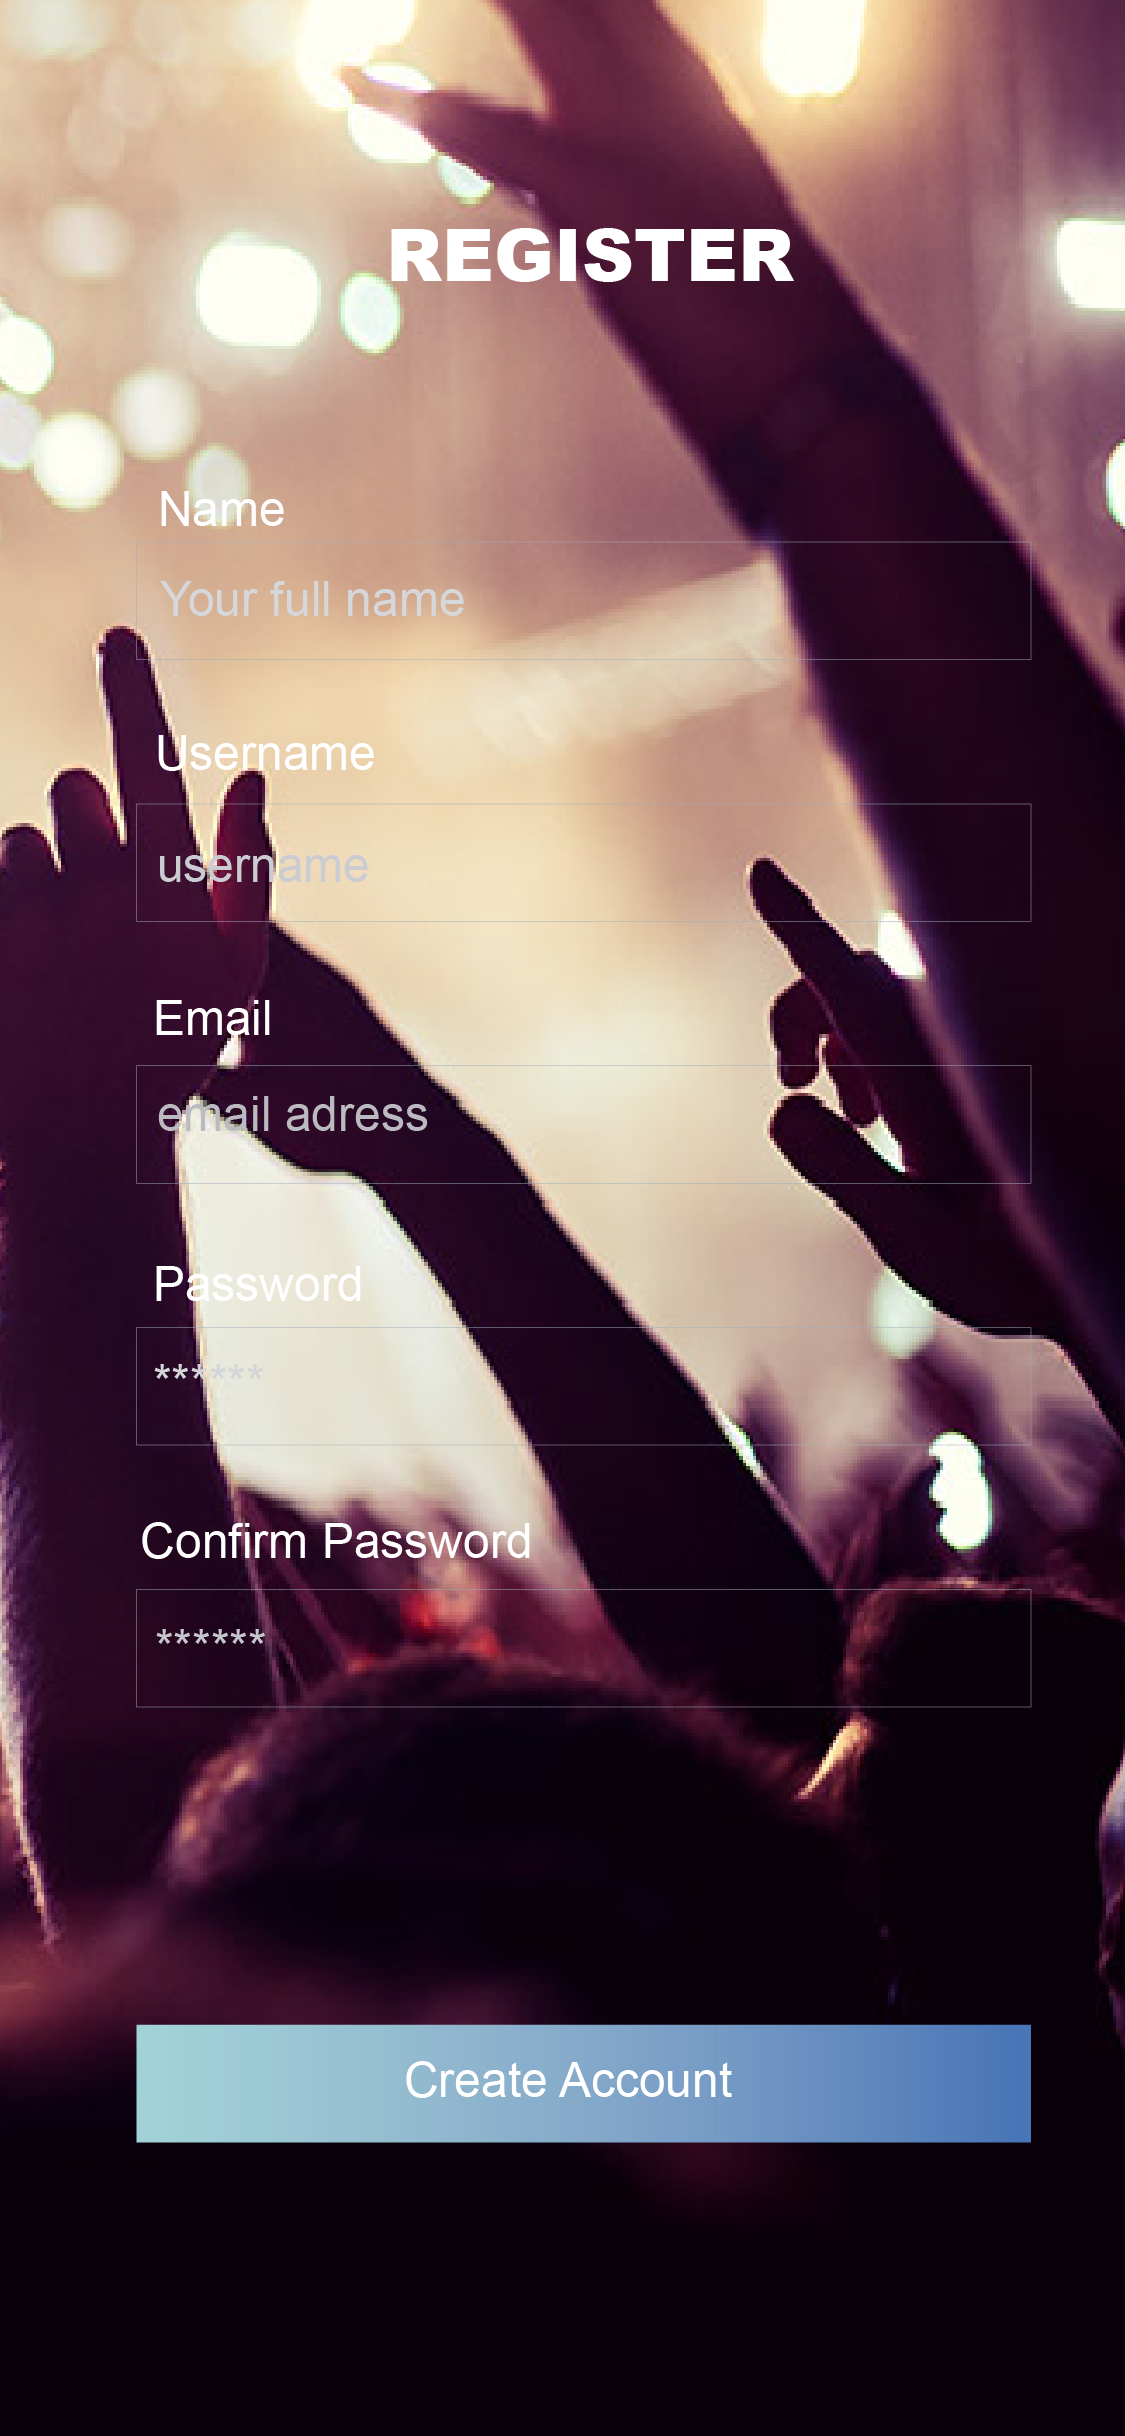 REGISTER
Name
Your full name
Username
username
Email
email adress
Password
******
Confirm Password
******
Create Account